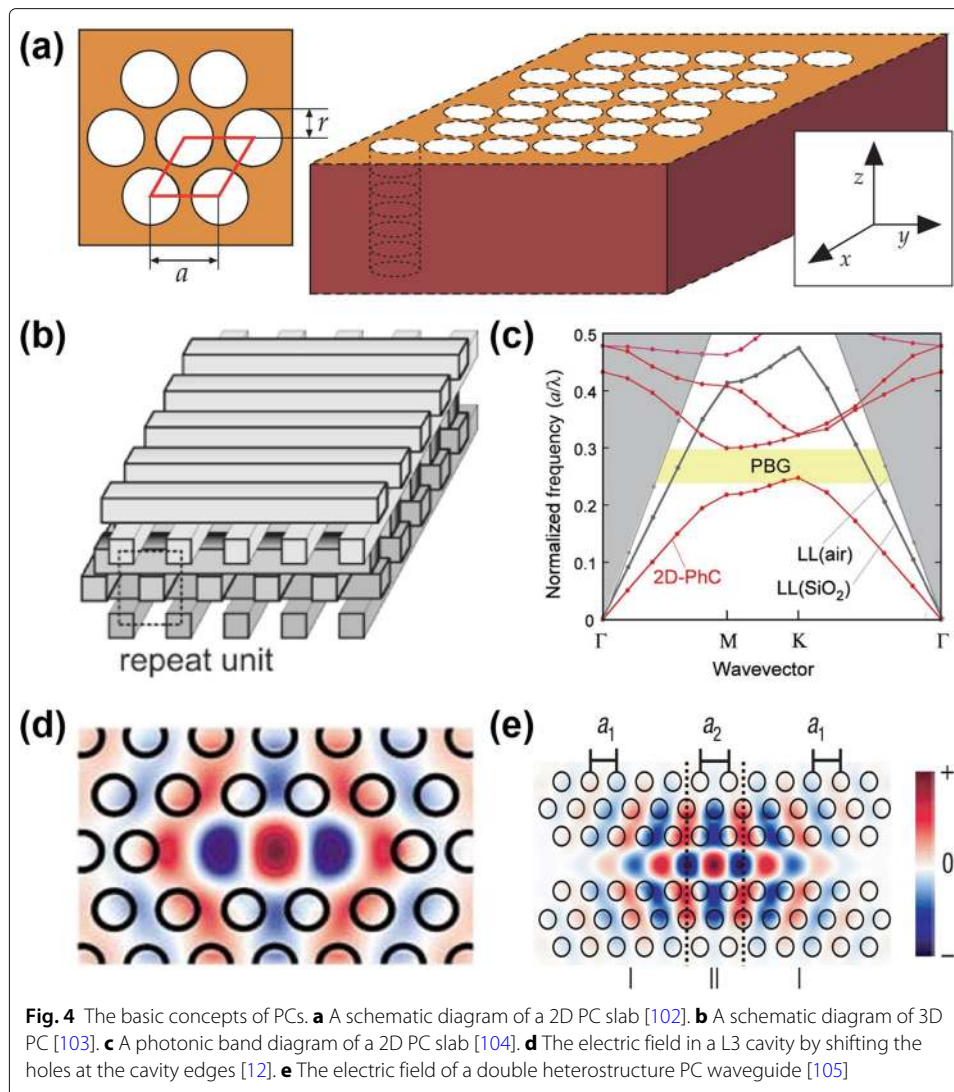 (a)
r
a
z
y
x
(b)
repeat unit
(c)
Normalized frequency (a/λ)
0.5
0.4
0.3
0.2
0.1
0
PBG
2D-PhC
LL(air)
LL(SiO2)
Γ
M
K
Γ
Wavevector
(d)
(e)
a1
a2
a1
I
II
I
+
0
−
Fig. 4 The basic concepts of PCs. a A schematic diagram of a 2D PC slab [102]. b A schematic diagram of 3D
PC [103]. c A photonic band diagram of a 2D PC slab [104]. d The electric field in a L3 cavity by shifting the
holes at the cavity edges [12]. e The electric field of a double heterostructure PC waveguide [105]